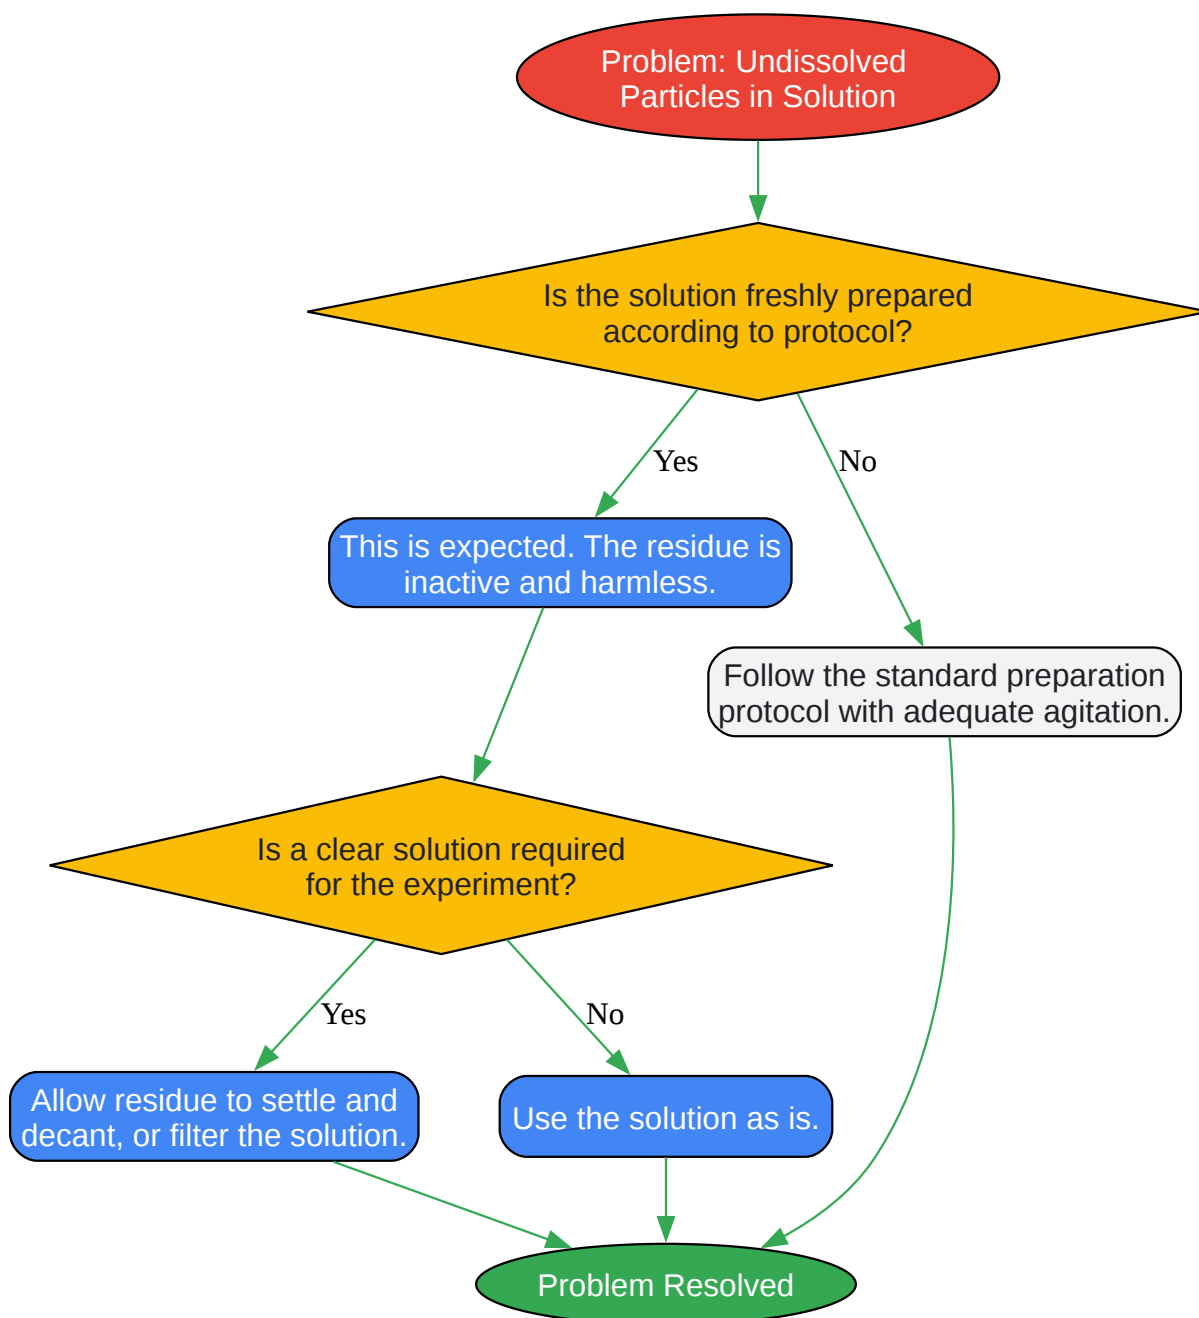 Problem: Undissolved
Particles in Solution
Is the solution freshly prepared
according to protocol?
Yes
No
This is expected. The residue is
inactive and harmless.
Follow the standard preparation
protocol with adequate agitation.
Is a clear solution required
for the experiment?
Yes
No
Allow residue to settle and
decant, or filter the solution.
Use the solution as is.
Problem Resolved